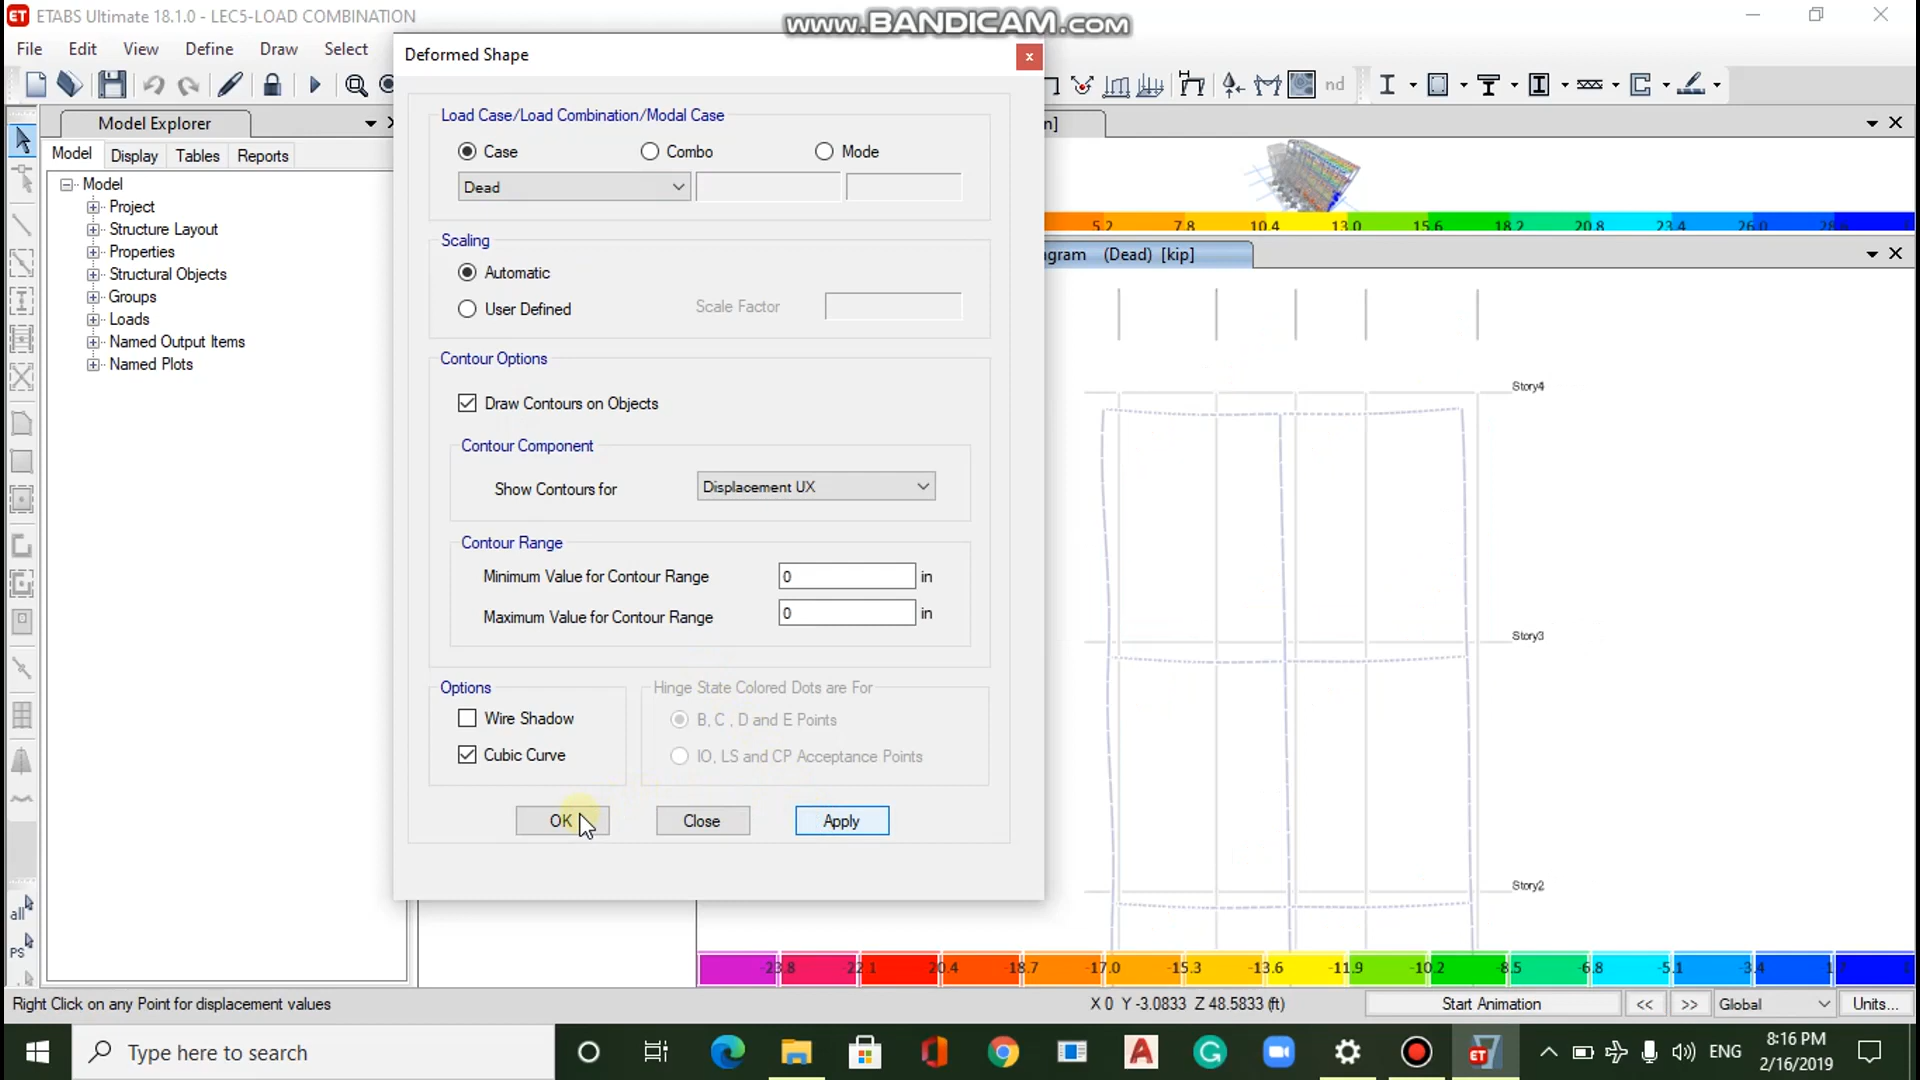 ETABS Ultimate 18.1.0 - LEC5-LOAD COMBINATION
www.BANDICAM.com
File Edit View Define Draw Select
Deformed Shape
Model Explorer
Model Display Tables Reports
Model
Project
Structure Layout
Properties
Structural Objects
Groups
Loads
Named Output Items
Named Plots
Load Case/Load Combination/Modal Case
Case Combo Mode
Dead
Scaling
Automatic
User Defined Scale Factor
Contour Options
Draw Contours on Objects
Contour Component
Show Contours for Displacement UX
Contour Range
Minimum Value for Contour Range 0 in
Maximum Value for Contour Range 0 in
Options
Wire Shadow
Cubic Curve
Hinge State Colored Dots are For
B, C , D and E Points
IO, LS and CP Acceptance Points
OK Close Apply
nd
n]
5.2 7.8 10.4 13.0 15.6 18.2 20.8 23.4 26.0
gram (Dead) [kip]
Story4
Story3
Story2
-23.8 22.1 20.4 -18.7 -17.0 -15.3 -13.6 -11.9 -10.2 8.5 -6.8 -5.1 -3.4
all
PS
Right Click on any Point for displacement values
X 0 Y -3.0833 Z 48.5833 (ft)
Start Animation << >> Global Units...
Type here to search
ENG
8:16 PM
2/16/2019